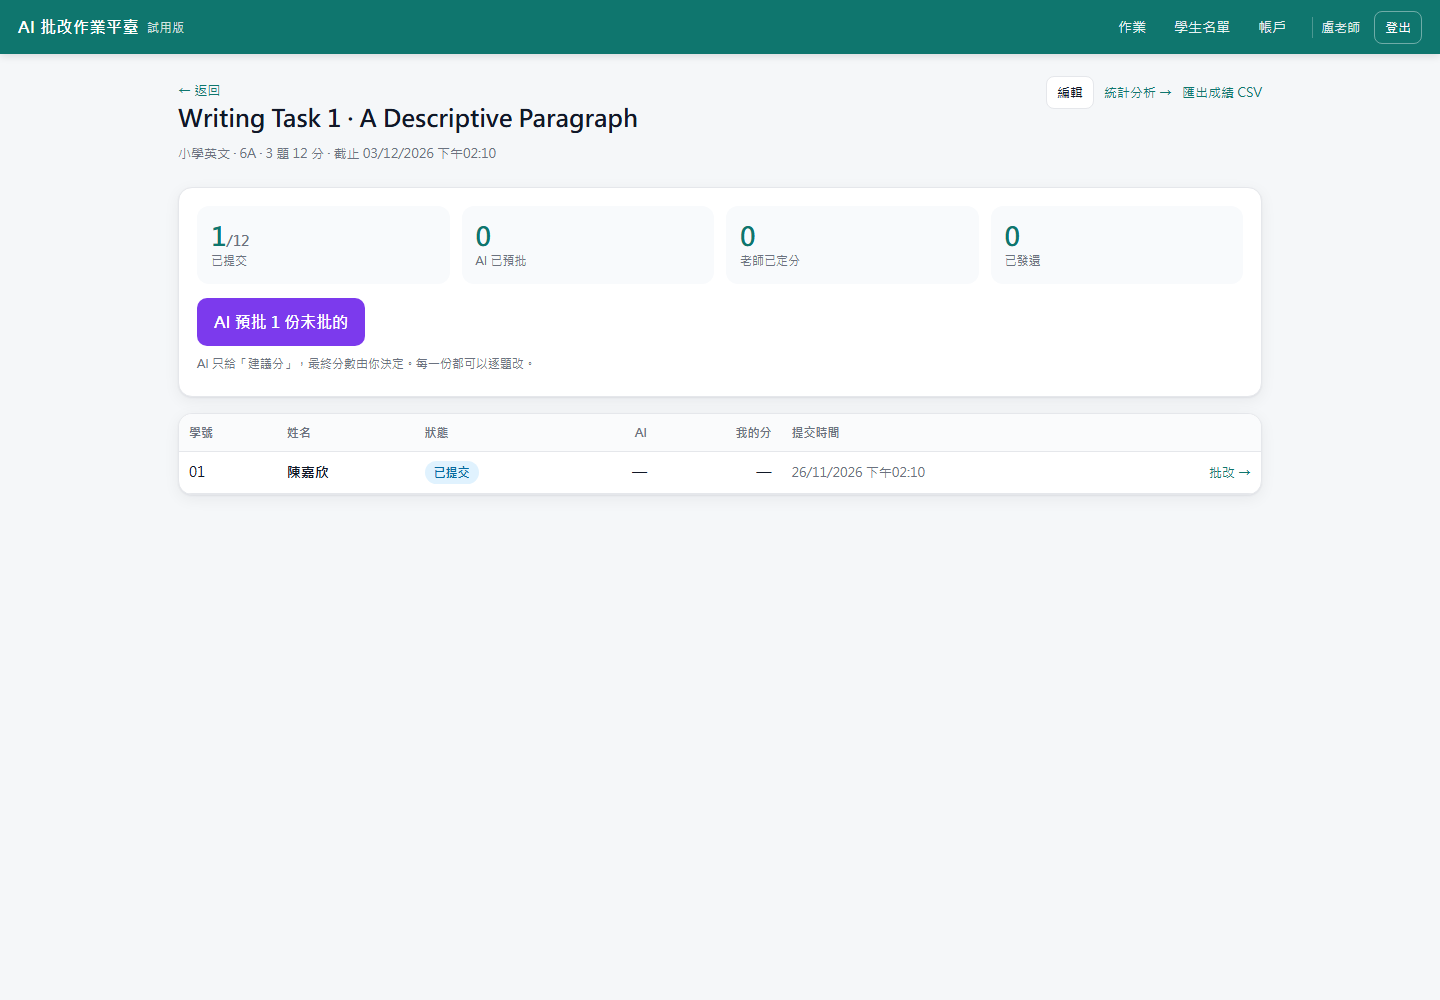 AI 批改作業平臺 試用版
作業 學生名單 帳戶 盧老師 登出
← 返回
編輯 統計分析 → 匯出成績 CSV
Writing Task 1 · A Descriptive Paragraph
小學英文 · 6A · 3 題 12 分 · 截止 03/12/2026 下午02:10
1/12 0 0 0
已提交 AI 已預批 老師已定分 已發還
AI 預批 1 份未批的
AI 只給「建議分」，最終分數由你決定。每一份都可以逐題改。
學號 姓名 狀態 AI 我的分 提交時間
01 陳嘉欣 已提交 — — 26/11/2026 下午02:10 批改 →